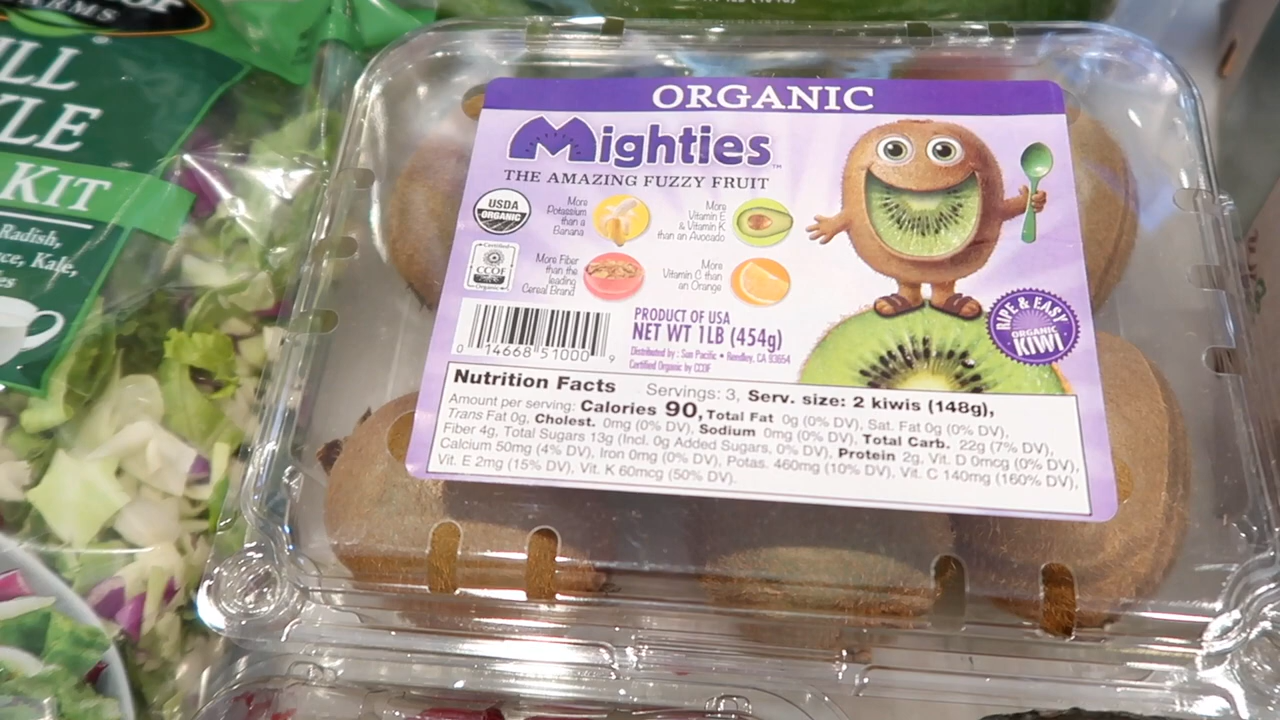 ARMS
ILL
ZLE
KIT
Radish,
Kale,
ORGANIC
Mighties™
THE AMAZING FUZZY FRUIT
USDA
ORGANIC
More
Potassium
than a
Banana
More
Vitamin E
& Vitamin K
than an Avocado
Certified
CCOF
Organic
More Fiber
than the
leading
Cereal Brand
More
Vitamin C than
an Orange
PRODUCT OF USA
NET WT 1LB (454g)
Distributed by: Sun Pacific • Reedley, CA 93654
Certified Organic by CCOF
0 14668 51000 9
RIPE & EASY
ORGANIC
KIWI
Nutrition Facts Servings: 3, Serv. size: 2 kiwis (148g),
Amount per serving: Calories 90, Total Fat 0g (0% DV), Sat. Fat 0g (0% DV),
Trans Fat 0g, Cholest. 0mg (0% DV), Sodium 0mg (0% DV), Total Carb. 22g (7% DV),
Fiber 4g, Total Sugars 13g (Incl. 0g Added Sugars, 0% DV), Protein 2g, Vit. D 0mcg (0% DV),
Calcium 50mg (4% DV), Iron 0mg (0% DV), Potas. 460mg (10% DV), Vit. C 140mg (160% DV),
Vit. E 2mg (15% DV), Vit. K 60mcg (50% DV).